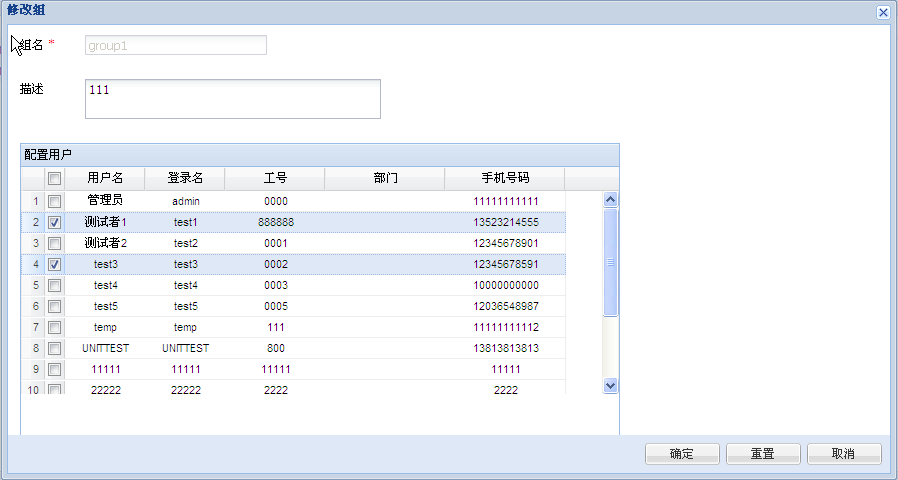 修改组
组名 *
group1
描述
111
配置用户
用户名 登录名 工号 部门 手机号码
1 管理员 admin 0000 11111111111
2 测试者1 test1 888888 13523214555
3 测试者2 test2 0001 12345678901
4 test3 test3 0002 12345678591
5 test4 test4 0003 10000000000
6 test5 test5 0005 12036548987
7 temp temp 111 11111111112
8 UNITTEST UNITTEST 800 13813813813
9 11111 11111 11111 11111
10 22222 22222 2222 2222
确定 重置 取消